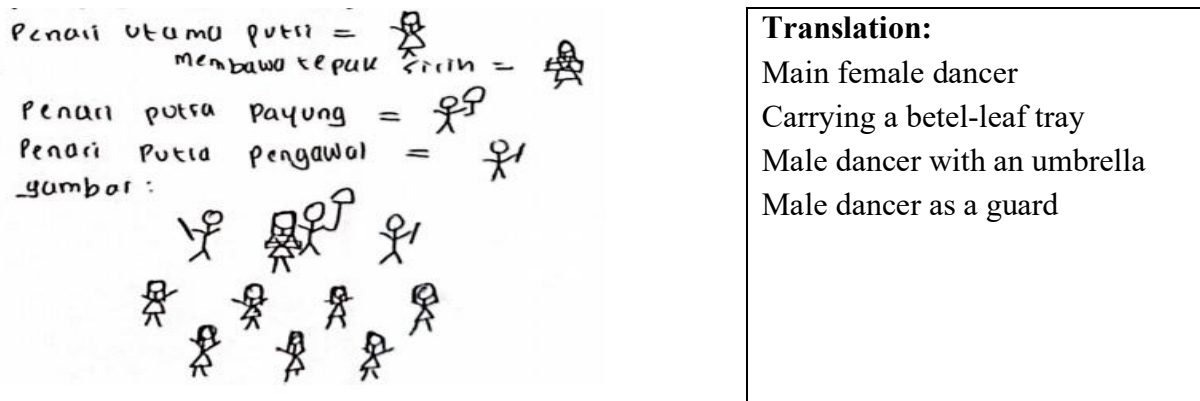 Penari utama putri =
membawa tepak sirih =
Penari putra payung =
Penari Putra pengawal =
gambar:
Translation:
Main female dancer
Carrying a betel-leaf tray
Male dancer with an umbrella
Male dancer as a guard